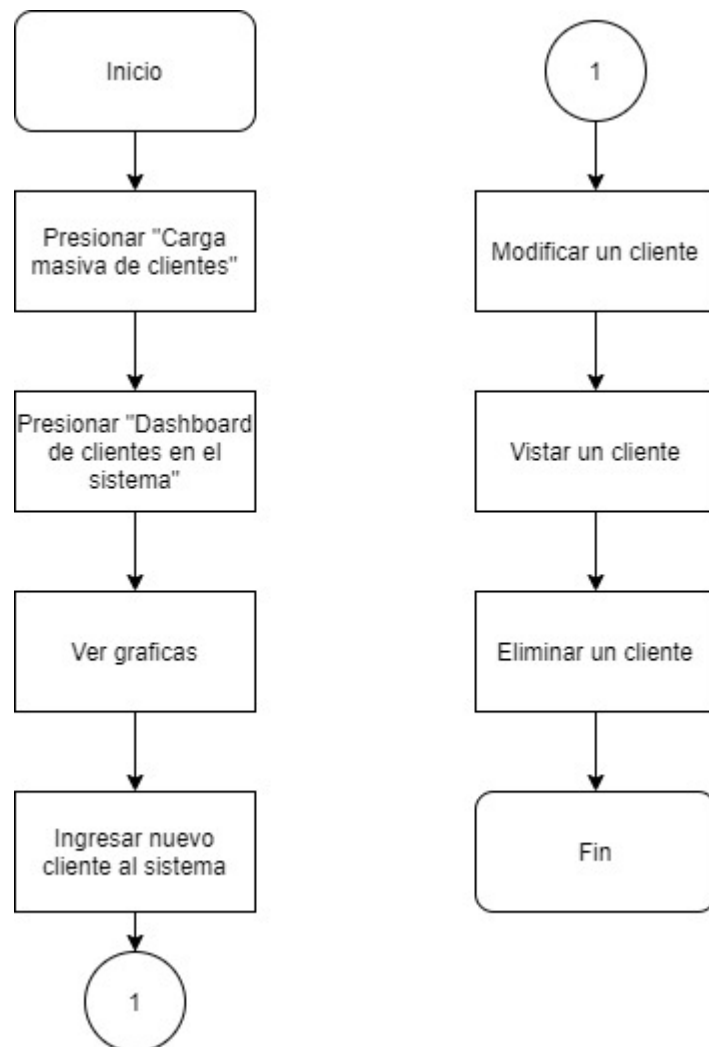 Inicio
Presionar "Carga
masiva de clientes"
Presionar "Dashboard
de clientes en el
sistema"
Ver graficas
Ingresar nuevo
cliente al sistema
1
1
Modificar un cliente
Vistar un cliente
Eliminar un cliente
Fin